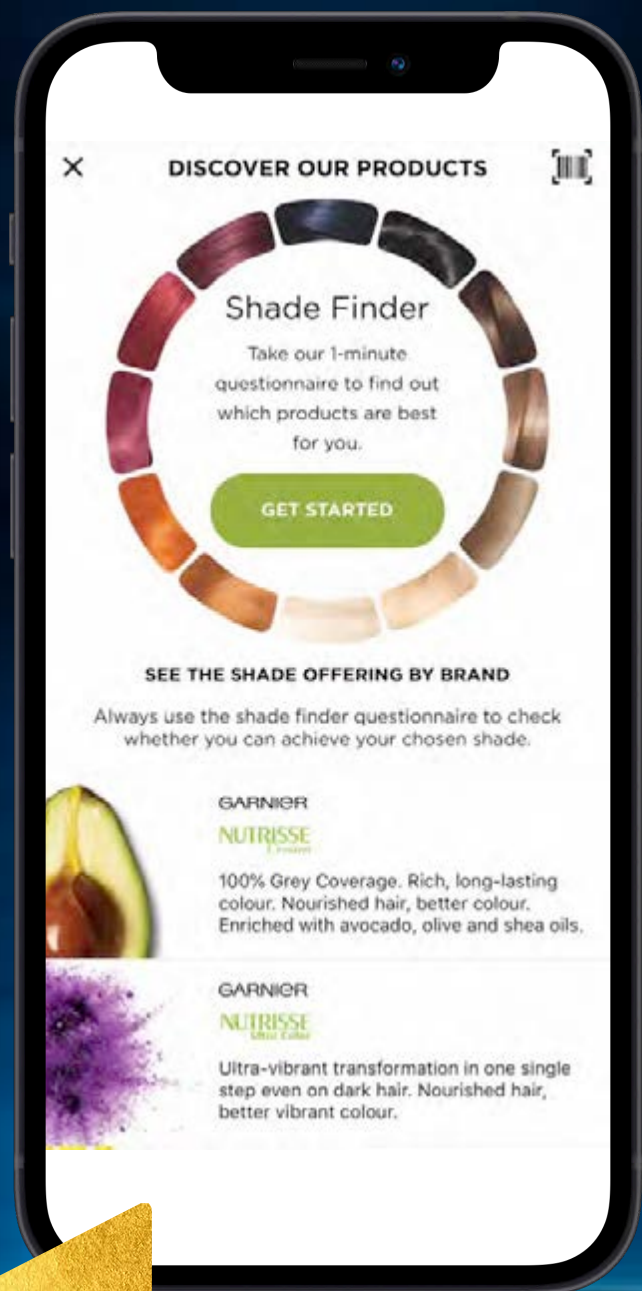 DISCOVER OUR PRODUCTS
Shade Finder
Take our 1-minute
questionnaire to find out
which products are best
for you.
GET STARTED
SEE THE SHADE OFFERING BY BRAND
Always use the shade finder questionnaire to check
whether you can achieve your chosen shade.
GARNIER
NUTRISSE
Cream
100% Grey Coverage. Rich, long-lasting
colour. Nourished hair, better colour.
Enriched with avocado, olive and shea oils.
GARNIER
NUTRISSE
Ultra Color
Ultra-vibrant transformation in one single
step even on dark hair. Nourished hair,
better vibrant colour.